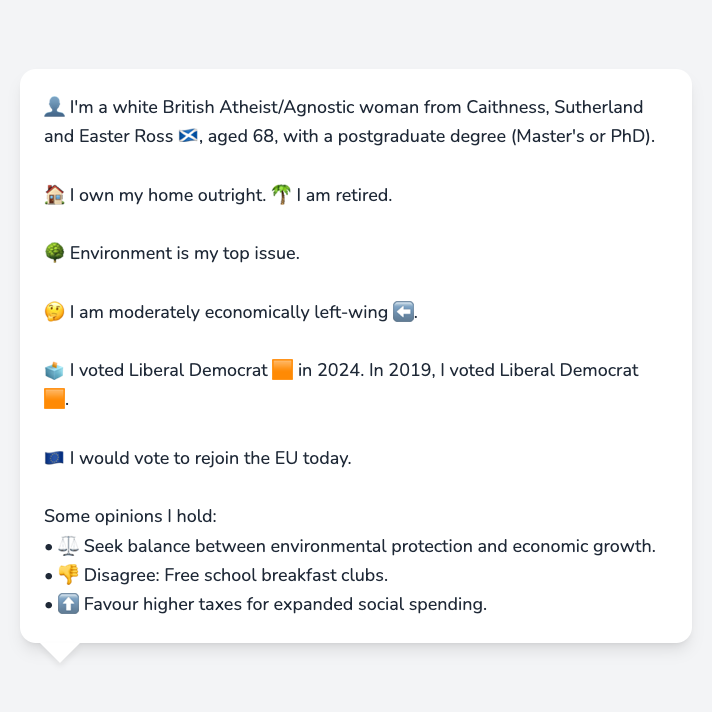 👤 I'm a white British Atheist/Agnostic woman from Caithness, Sutherland
and Easter Ross 🏴󠁧󠁢󠁳󠁣󠁴󠁿, aged 68, with a postgraduate degree (Master's or PhD).
🏠 I own my home outright. 🌴 I am retired.
🌳 Environment is my top issue.
🤔 I am moderately economically left-wing ⬅️.
🗳️ I voted Liberal Democrat 🟧 in 2024. In 2019, I voted Liberal Democrat
🟧.
🇪🇺 I would vote to rejoin the EU today.
Some opinions I hold:
• ⚖️ Seek balance between environmental protection and economic growth.
• 👎 Disagree: Free school breakfast clubs.
• ⬆️ Favour higher taxes for expanded social spending.